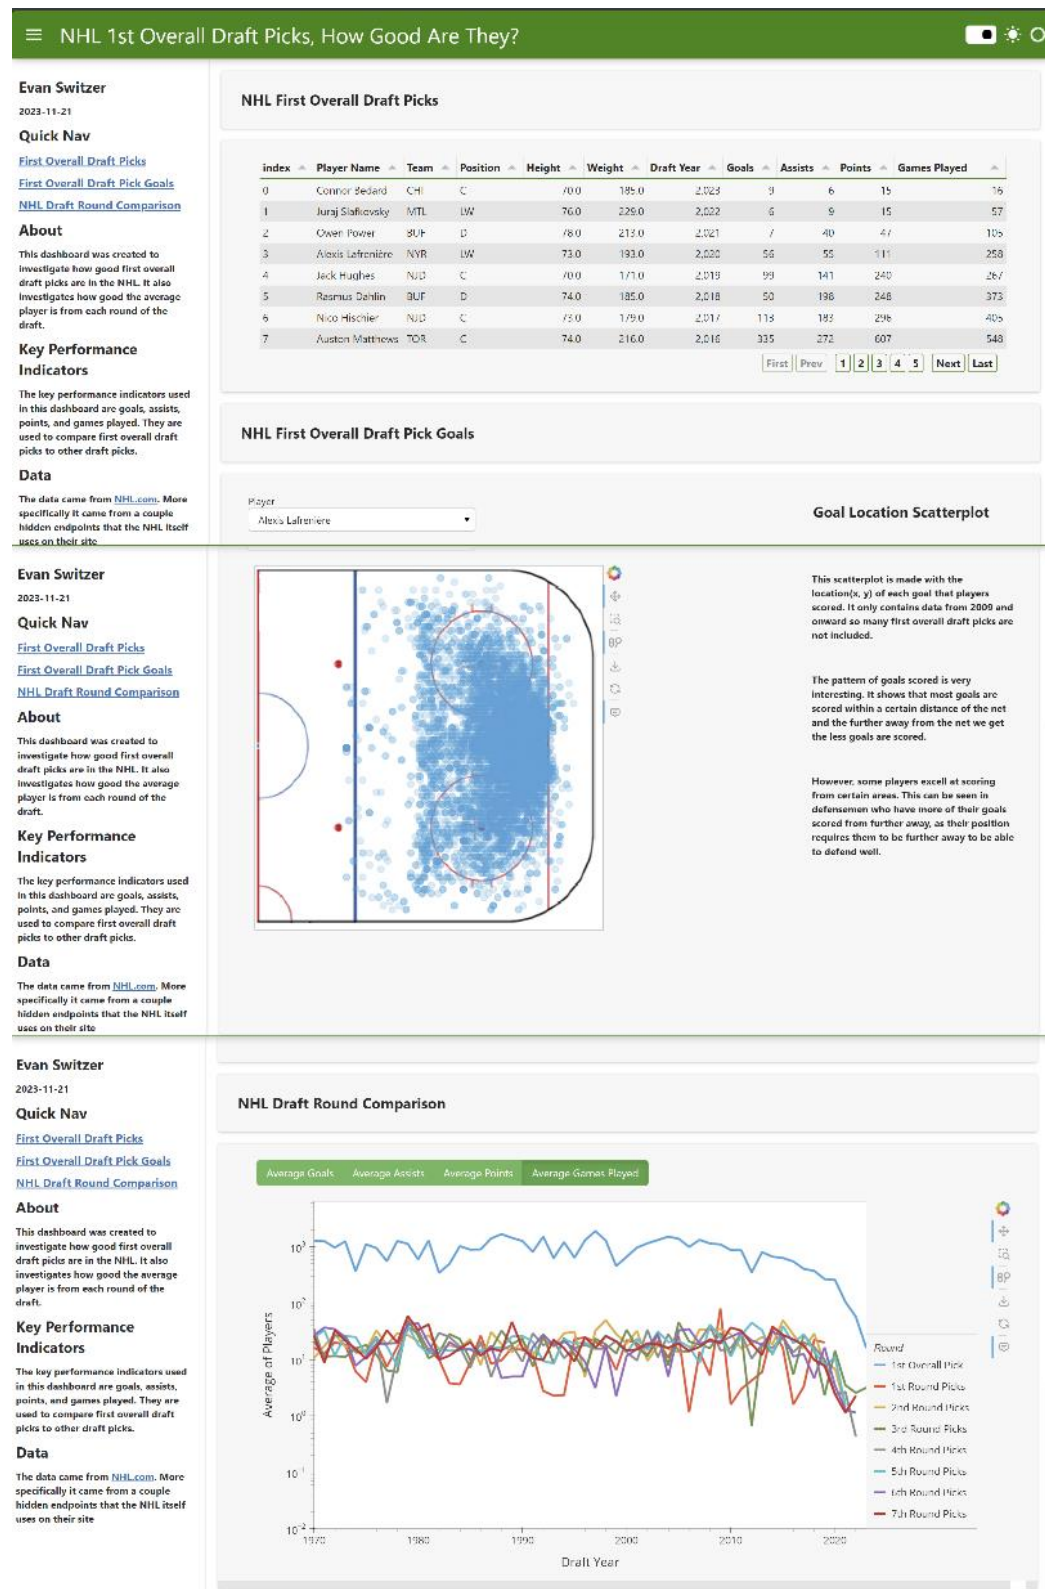 NHL 1st Overall Draft Picks, How Good Are They?
Evan Switzer
2023-11-21
Quick Nav
First Overall Draft Picks
First Overall Draft Pick Goals
NHL Draft Round Comparison
About
This dashboard was created to
investigate how good first overall
draft picks are in the NHL. It also
investigates how good the average
player is from each round of the
draft.
Key Performance
Indicators
The key performance indicators used
in this dashboard are goals, assists,
points, and games played. They are
used to compare first overall draft
picks to other draft picks.
Data
The data came from NHL.com. More
specifically it came from a couple
hidden endpoints that the NHL itself
uses on their site
NHL First Overall Draft Picks
index Player Name Team Position Height Weight Draft Year Goals Assists Points Games Played
0 Connor Bedard CHI C 70.0 185.0 2,023 9 6 15 16
1 Juraj Slafkovsky MTL LW 76.0 229.0 2,022 6 9 15 57
2 Owen Power BUF D 78.0 213.0 2,021 7 40 47 105
3 Alexis Lafrenière NYR LW 73.0 193.0 2,020 56 55 111 258
4 Jack Hughes NJD C 70.0 171.0 2,019 99 141 240 267
5 Rasmus Dahlin BUF D 74.0 185.0 2,018 50 198 248 373
6 Nico Hischier NJD C 73.0 179.0 2,017 113 183 296 405
7 Auston Matthews TOR C 74.0 216.0 2,016 335 272 607 548
First Prev 1 2 3 4 5 Next Last
NHL First Overall Draft Pick Goals
Player
Alexis Lafrenière
Goal Location Scatterplot
Evan Switzer
2023-11-21
Quick Nav
First Overall Draft Picks
First Overall Draft Pick Goals
NHL Draft Round Comparison
About
This dashboard was created to
investigate how good first overall
draft picks are in the NHL. It also
investigates how good the average
player is from each round of the
draft.
Key Performance
Indicators
The key performance indicators used
in this dashboard are goals, assists,
points, and games played. They are
used to compare first overall draft
picks to other draft picks.
Data
The data came from NHL.com. More
specifically it came from a couple
hidden endpoints that the NHL itself
uses on their site
This scatterplot is made with the
location(x, y) of each goal that players
scored. It only contains data from 2009 and
onward so many first overall draft picks are
not included.
The pattern of goals scored is very
interesting. It shows that most goals are
scored within a certain distance of the net
and the further away from the net we get
the less goals are scored.
However, some players excell at scoring
from certain areas. This can be seen in
defensemen who have more of their goals
scored from further away, as their position
requires them to be further away to be able
to defend well.
Evan Switzer
2023-11-21
Quick Nav
First Overall Draft Picks
First Overall Draft Pick Goals
NHL Draft Round Comparison
About
This dashboard was created to
investigate how good first overall
draft picks are in the NHL. It also
investigates how good the average
player is from each round of the
draft.
Key Performance
Indicators
The key performance indicators used
in this dashboard are goals, assists,
points, and games played. They are
used to compare first overall draft
picks to other draft picks.
Data
The data came from NHL.com. More
specifically it came from a couple
hidden endpoints that the NHL itself
uses on their site
NHL Draft Round Comparison
Average Goals Average Assists Average Points Average Games Played
Average of Players
10³
10²
10¹
10⁰
10⁻¹
10⁻²
1970 1980 1990 2000 2010 2020
Draft Year
Round
1st Overall Pick
1st Round Picks
2nd Round Picks
3rd Round Picks
4th Round Picks
5th Round Picks
6th Round Picks
7th Round Picks